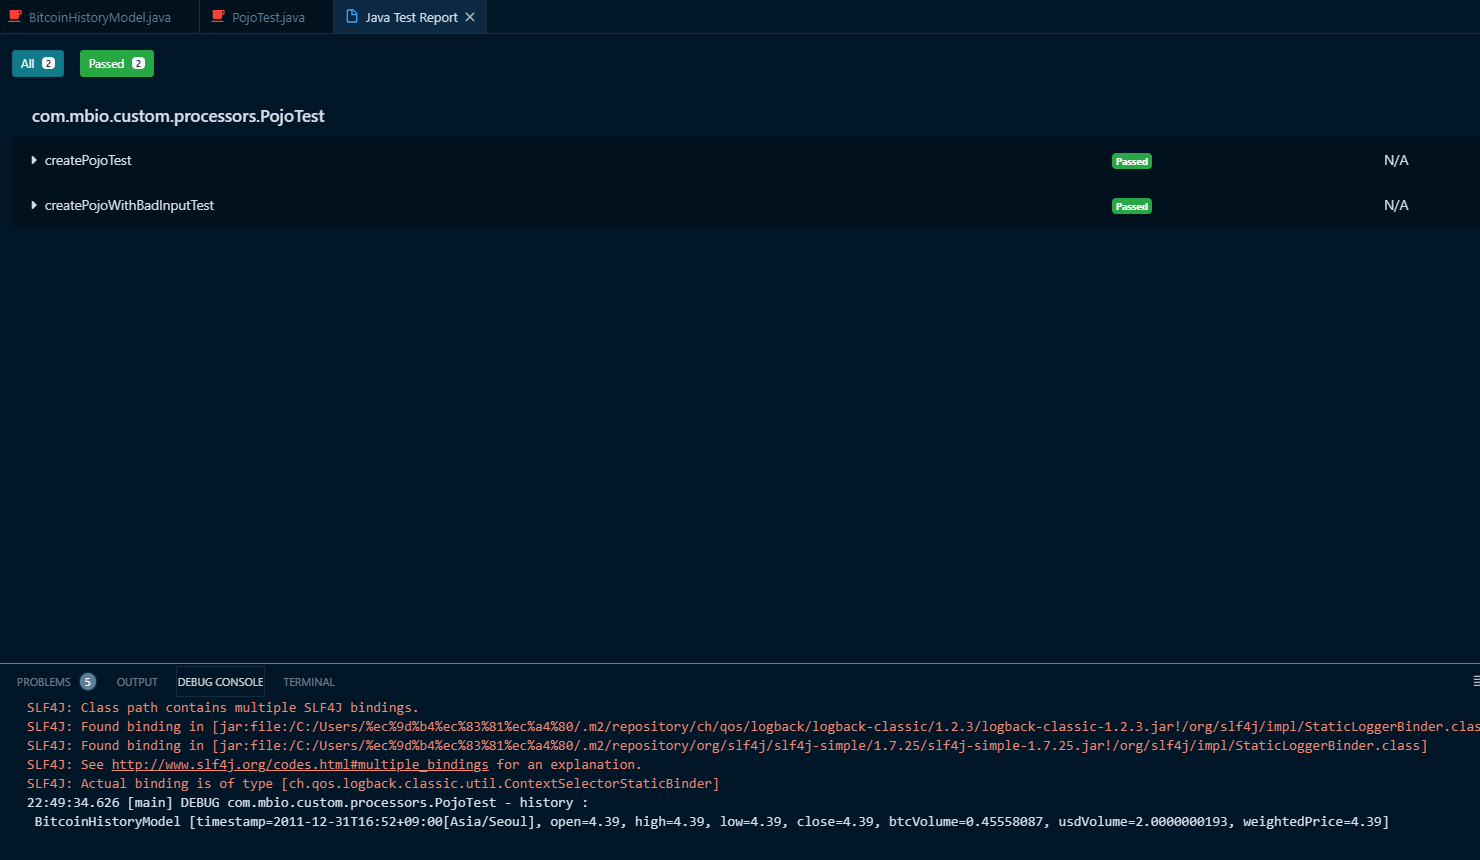 BitcoinHistoryModel.java PojoTest.java Java Test Report
All 2 Passed 2
com.mbio.custom.processors.PojoTest
createPojoTest Passed N/A
createPojoWithBadInputTest Passed N/A
PROBLEMS 5 OUTPUT DEBUG CONSOLE TERMINAL
SLF4J: Class path contains multiple SLF4J bindings.
SLF4J: Found binding in [jar:file:/C:/Users/%ec%9d%b4%ec%83%81%ec%a4%80/.m2/repository/ch/qos/logback/logback-classic/1.2.3/logback-classic-1.2.3.jar!/org/slf4j/impl/StaticLoggerBinder.clas
SLF4J: Found binding in [jar:file:/C:/Users/%ec%9d%b4%ec%83%81%ec%a4%80/.m2/repository/org/slf4j/slf4j-simple/1.7.25/slf4j-simple-1.7.25.jar!/org/slf4j/impl/StaticLoggerBinder.class]
SLF4J: See http://www.slf4j.org/codes.html#multiple_bindings for an explanation.
SLF4J: Actual binding is of type [ch.qos.logback.classic.util.ContextSelectorStaticBinder]
22:49:34.626 [main] DEBUG com.mbio.custom.processors.PojoTest - history :
BitcoinHistoryModel [timestamp=2011-12-31T16:52+09:00[Asia/Seoul], open=4.39, high=4.39, low=4.39, close=4.39, btcVolume=0.45558087, usdVolume=2.0000000193, weightedPrice=4.39]